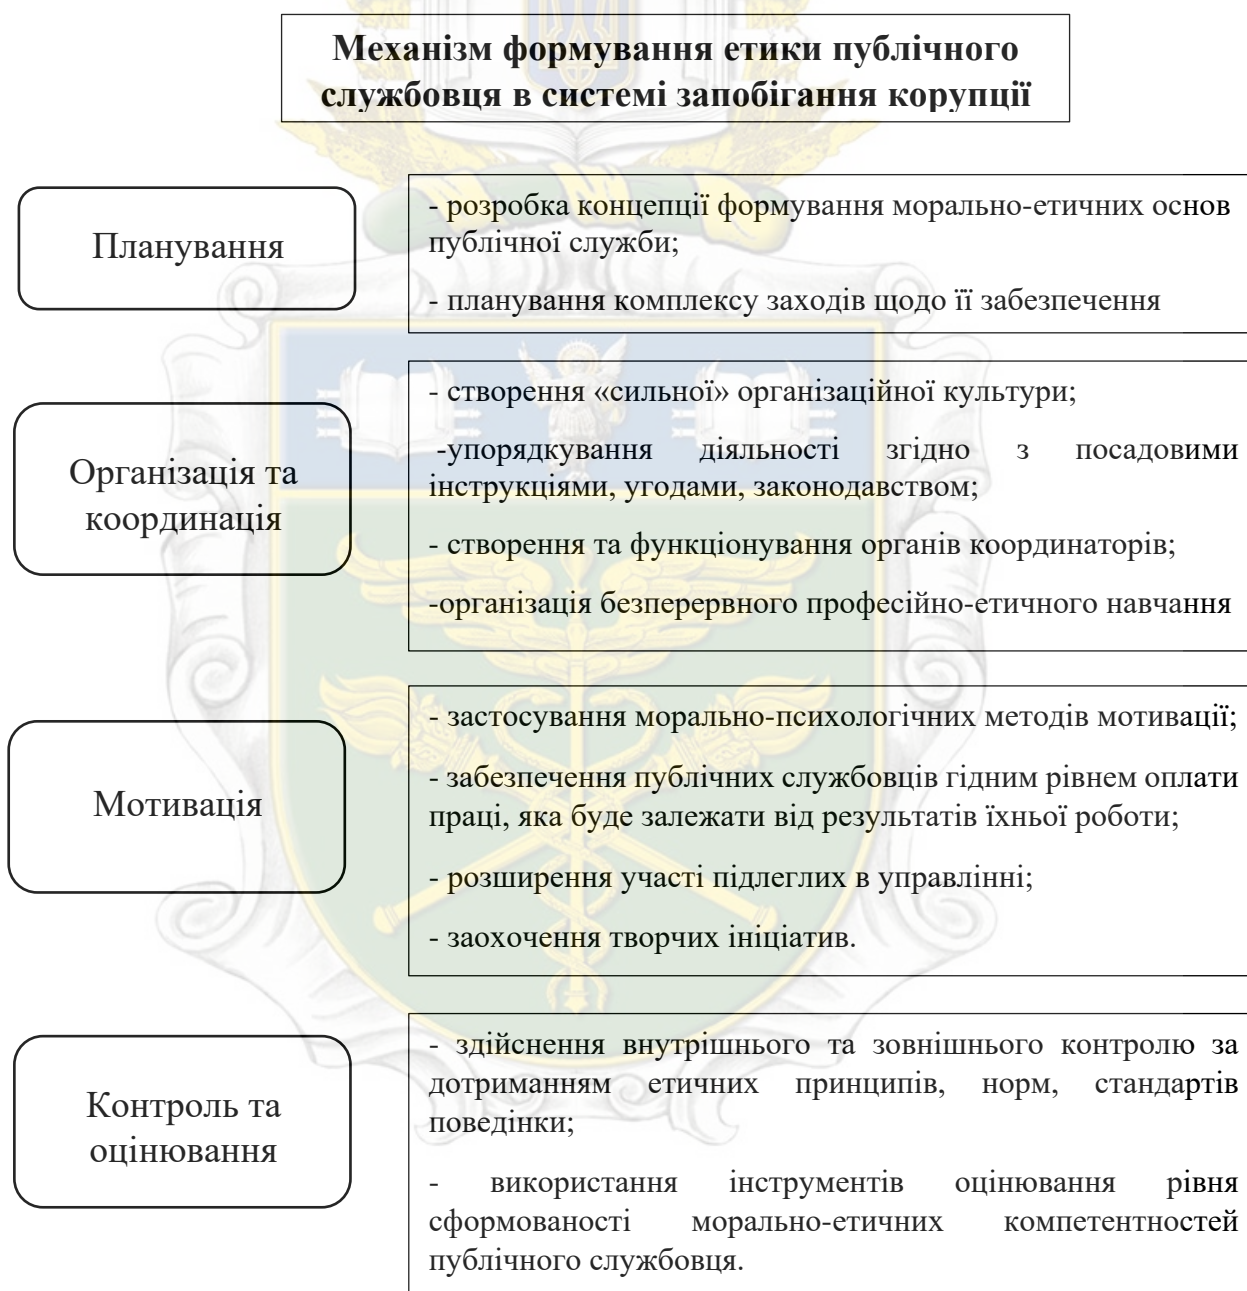 Механізм формування етики публічного
службовця в системі запобігання корупції
Планування
- розробка концепції формування морально-етичних основ
публічної служби;
- планування комплексу заходів щодо її забезпечення
Організація та
координація
- створення «сильної» організаційної культури;
-упорядкування діяльності згідно з посадовими
інструкціями, угодами, законодавством;
- створення та функціонування органів координаторів;
-організація безперервного професійно-етичного навчання
Мотивація
- застосування морально-психологічних методів мотивації;
- забезпечення публічних службовців гідним рівнем оплати
праці, яка буде залежати від результатів їхньої роботи;
- розширення участі підлеглих в управлінні;
- заохочення творчих ініціатив.
Контроль та
оцінювання
- здійснення внутрішнього та зовнішнього контролю за
дотриманням етичних принципів, норм, стандартів
поведінки;
- використання інструментів оцінювання рівня
сформованості морально-етичних компетентностей
публічного службовця.